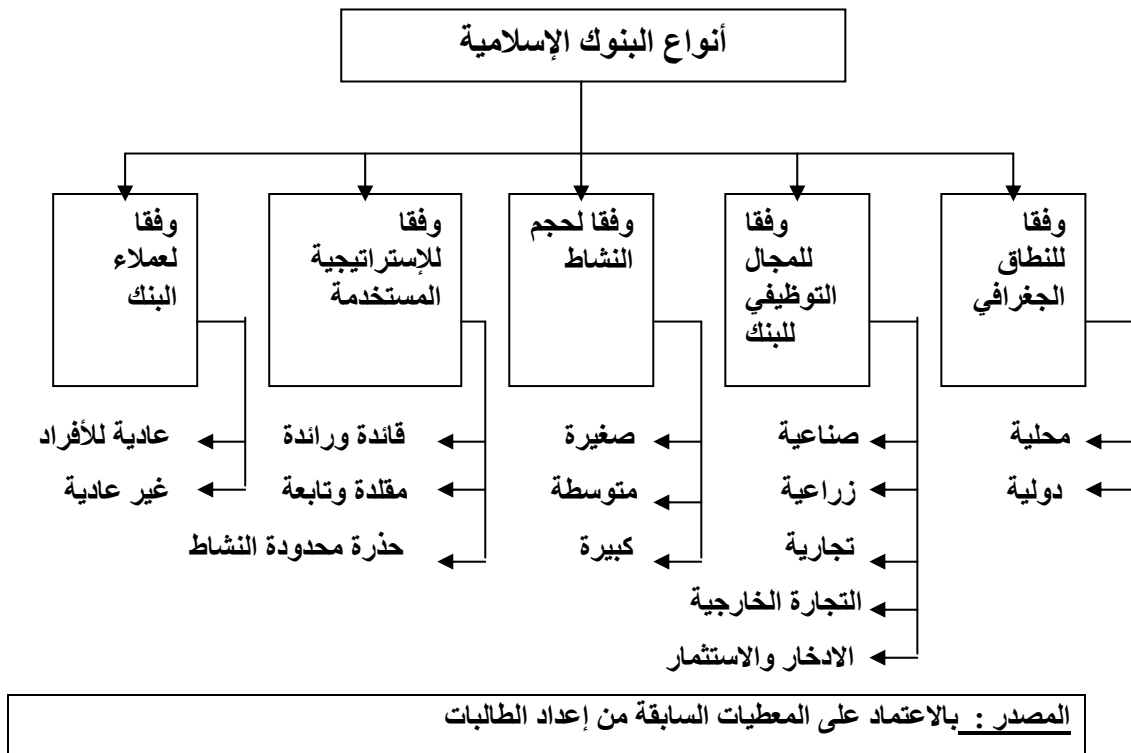 أنواع البنوك الإسلامية
وفقا
للنطاق
الجغرافي
وفقا
للمجال
التوظيفي
للبنك
وفقا لحجم
النشاط
وفقا
للإستراتيجية
المستخدمة
وفقا
لعملاء
البنك
محلية
دولية
صناعية
زراعية
تجارية
التجارة الخارجية
الادخار والاستثمار
صغيرة
متوسطة
كبيرة
قائدة ورائدة
مقلدة وتابعة
حذرة محدودة النشاط
عادية للأفراد
غير عادية
المصدر : بالاعتماد على المعطيات السابقة من إعداد الطالبات